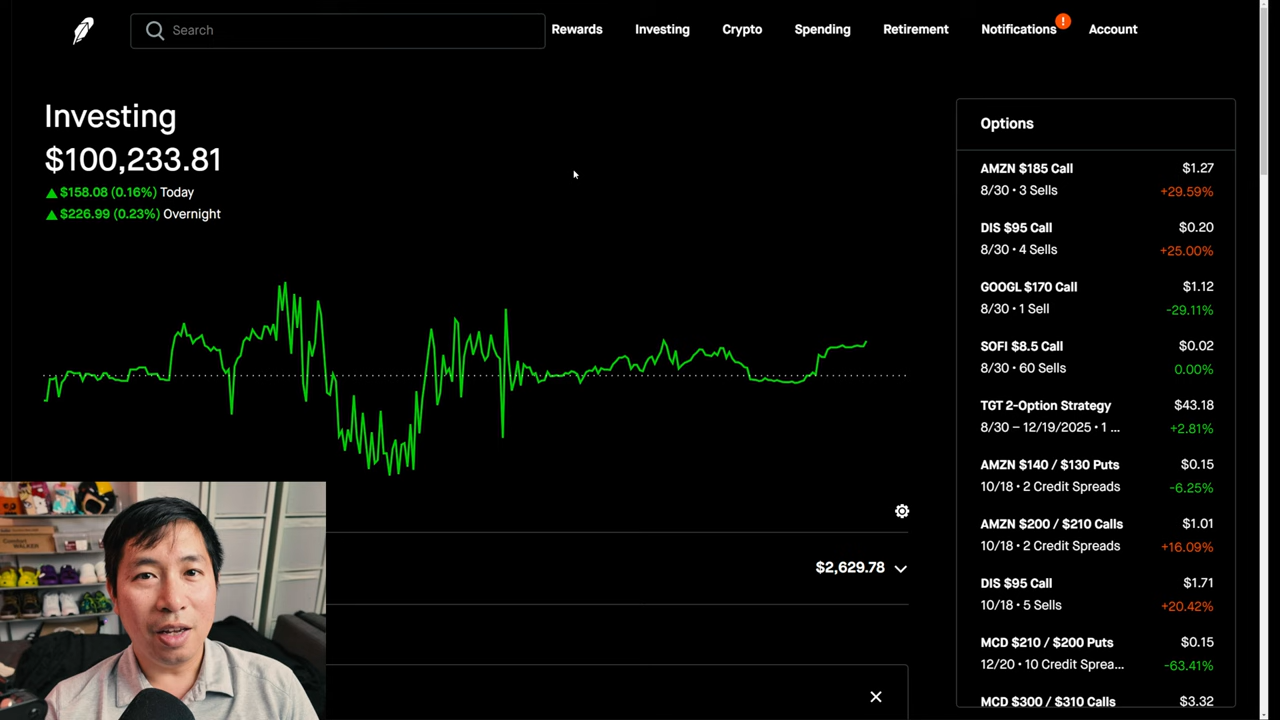 Search
Rewards
Investing
Crypto
Spending
Retirement
Notifications
!
Account
Investing
$100,233.81
$158.08 (0.16%) Today
$226.99 (0.23%) Overnight
$2,629.78
Options
AMZN $185 Call $1.27
8/30 • 3 Sells +29.59%
DIS $95 Call $0.20
8/30 • 4 Sells +25.00%
GOOGL $170 Call $1.12
8/30 • 1 Sell -29.11%
SOFI $8.5 Call $0.02
8/30 • 60 Sells 0.00%
TGT 2-Option Strategy $43.18
8/30 – 12/19/2025 • 1 ... +2.81%
AMZN $140 / $130 Puts $0.15
10/18 • 2 Credit Spreads -6.25%
AMZN $200 / $210 Calls $1.01
10/18 • 2 Credit Spreads +16.09%
DIS $95 Call $1.71
10/18 • 5 Sells +20.42%
MCD $210 / $200 Puts $0.15
12/20 • 10 Credit Sprea... -63.41%
MCD $300 / $310 Calls $3.32